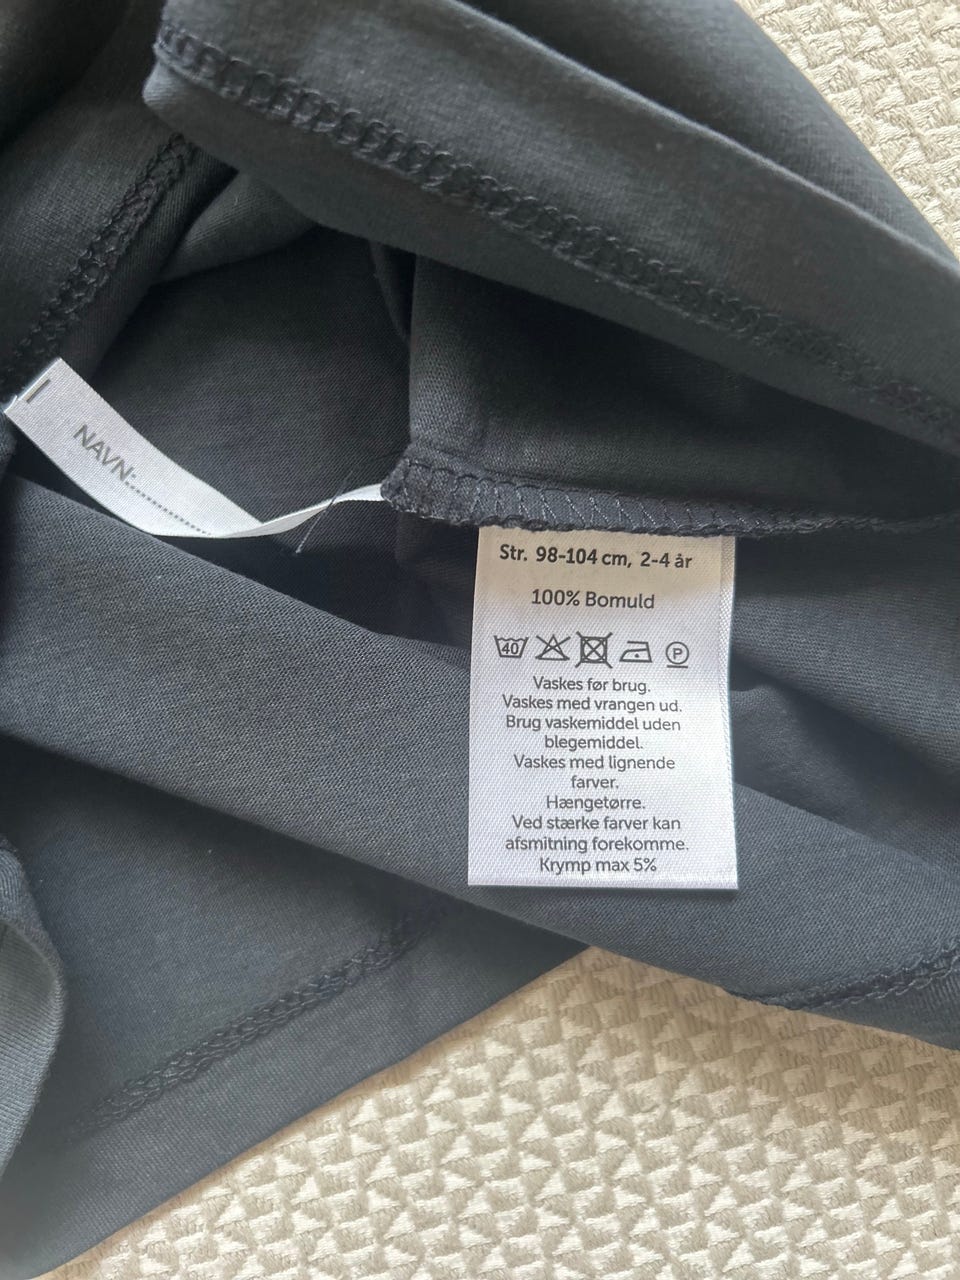 NAVN:
Str. 98-104 cm, 2-4 år
100% Bomuld
40 P
Vaskes før brug.
Vaskes med vrangen ud.
Brug vaskemiddel uden
blegemiddel.
Vaskes med lignende
farver.
Hængetørre.
Ved stærke farver kan
afsmitning forekomme.
Krymp max 5%